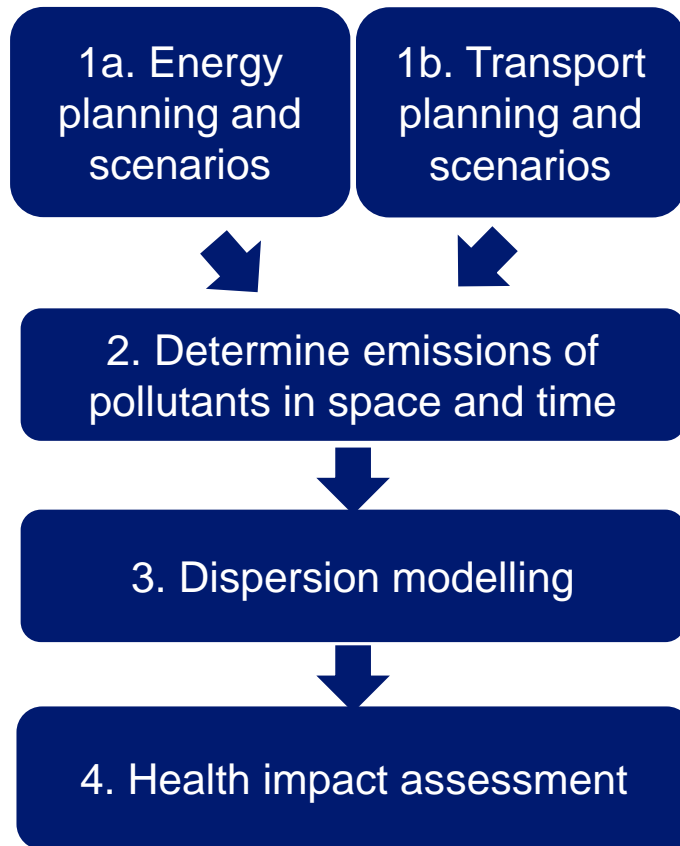 1a. Energy
planning and
scenarios
1b. Transport
planning and
scenarios
2. Determine emissions of
pollutants in space and time
3. Dispersion modelling
4. Health impact assessment